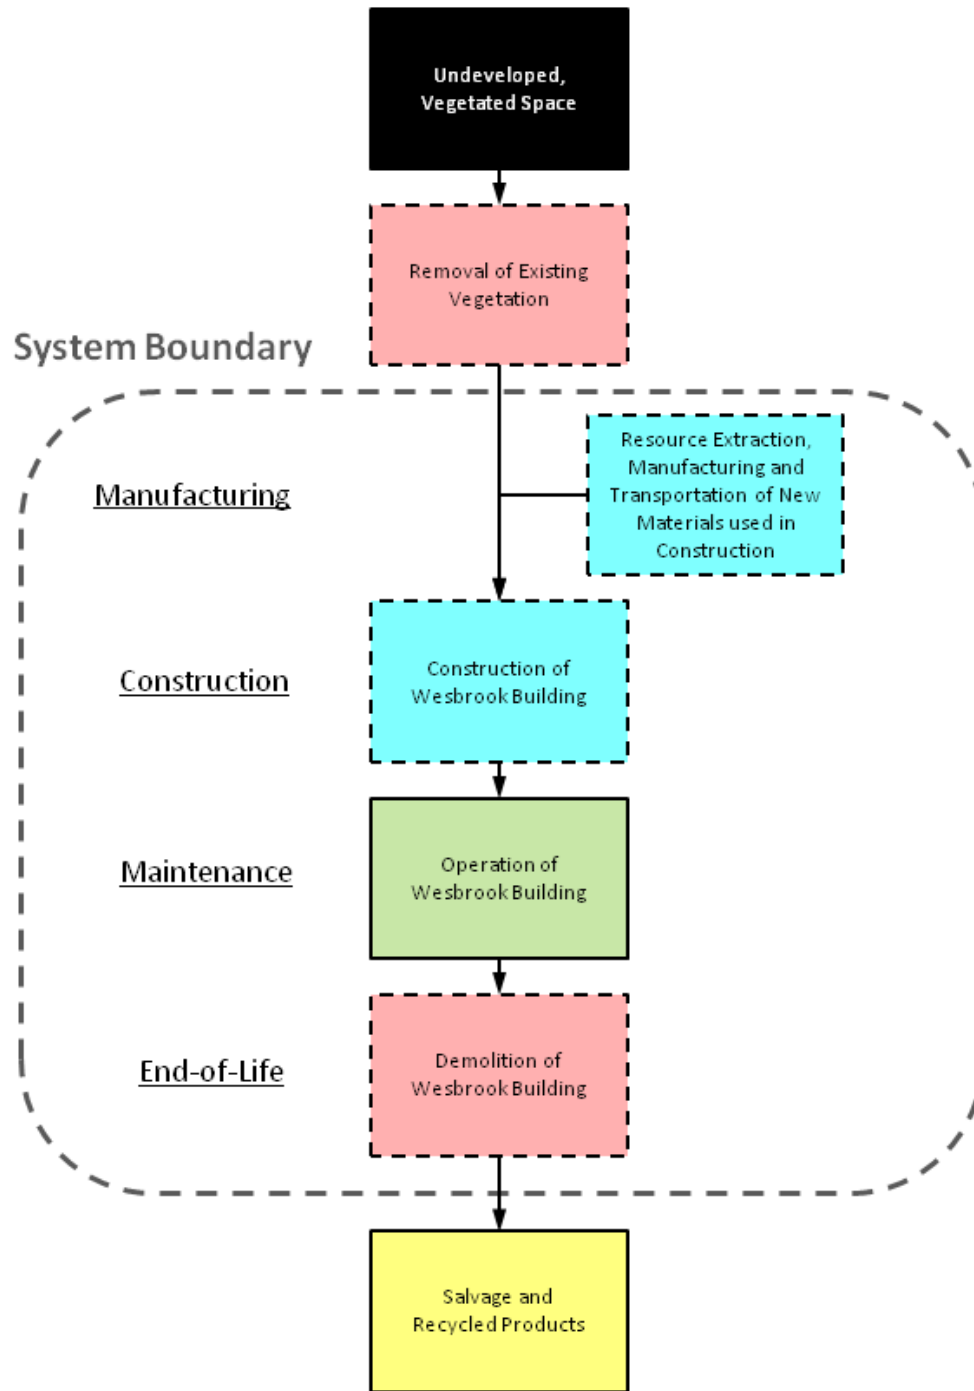 Undeveloped,
Vegetated Space
Removal of Existing
Vegetation
System Boundary
Resource Extraction,
Manufacturing and
Transportation of New
Materials used in
Construction
Manufacturing
Construction of
Wesbrook Building
Construction
Operation of
Wesbrook Building
Maintenance
Demolition of
Wesbrook Building
End-of-Life
Salvage and
Recycled Products